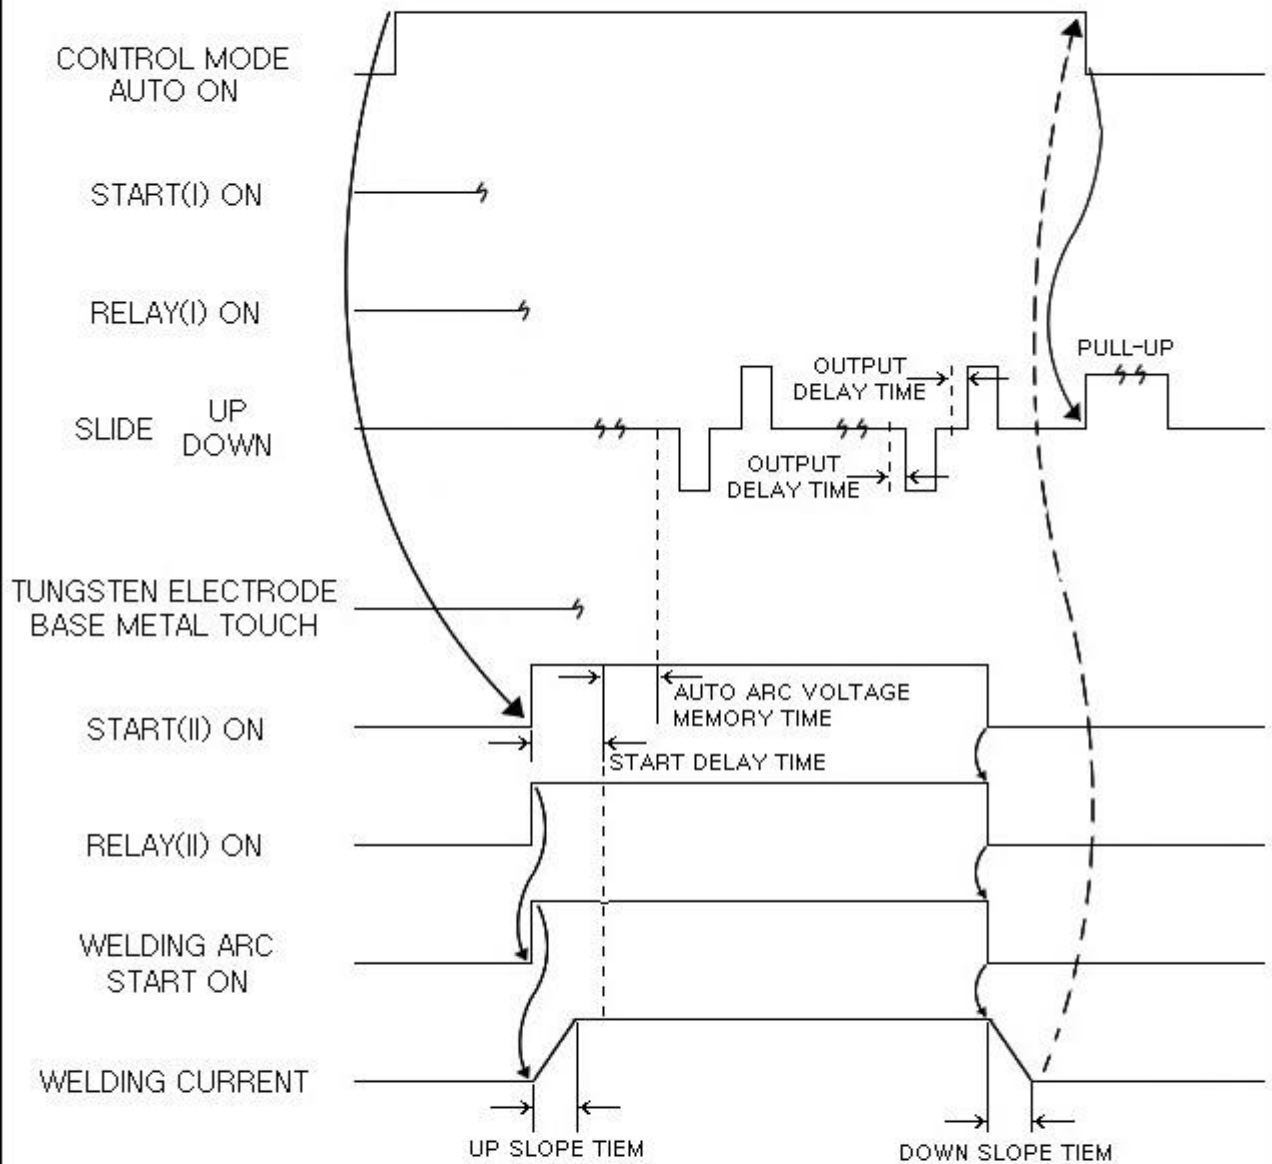 CONTROL MODE
AUTO ON
START(I) ON
RELAY(I) ON
PULL-UP
OUTPUT
DELAY TIME
SLIDE UP
DOWN
OUTPUT
DELAY TIME
TUNGSTEN ELECTRODE
BASE METAL TOUCH
AUTO ARC VOLTAGE
MEMORY TIME
START(II) ON
START DELAY TIME
RELAY(II) ON
WELDING ARC
START ON
WELDING CURRENT
UP SLOPE TIEM
DOWN SLOPE TIEM